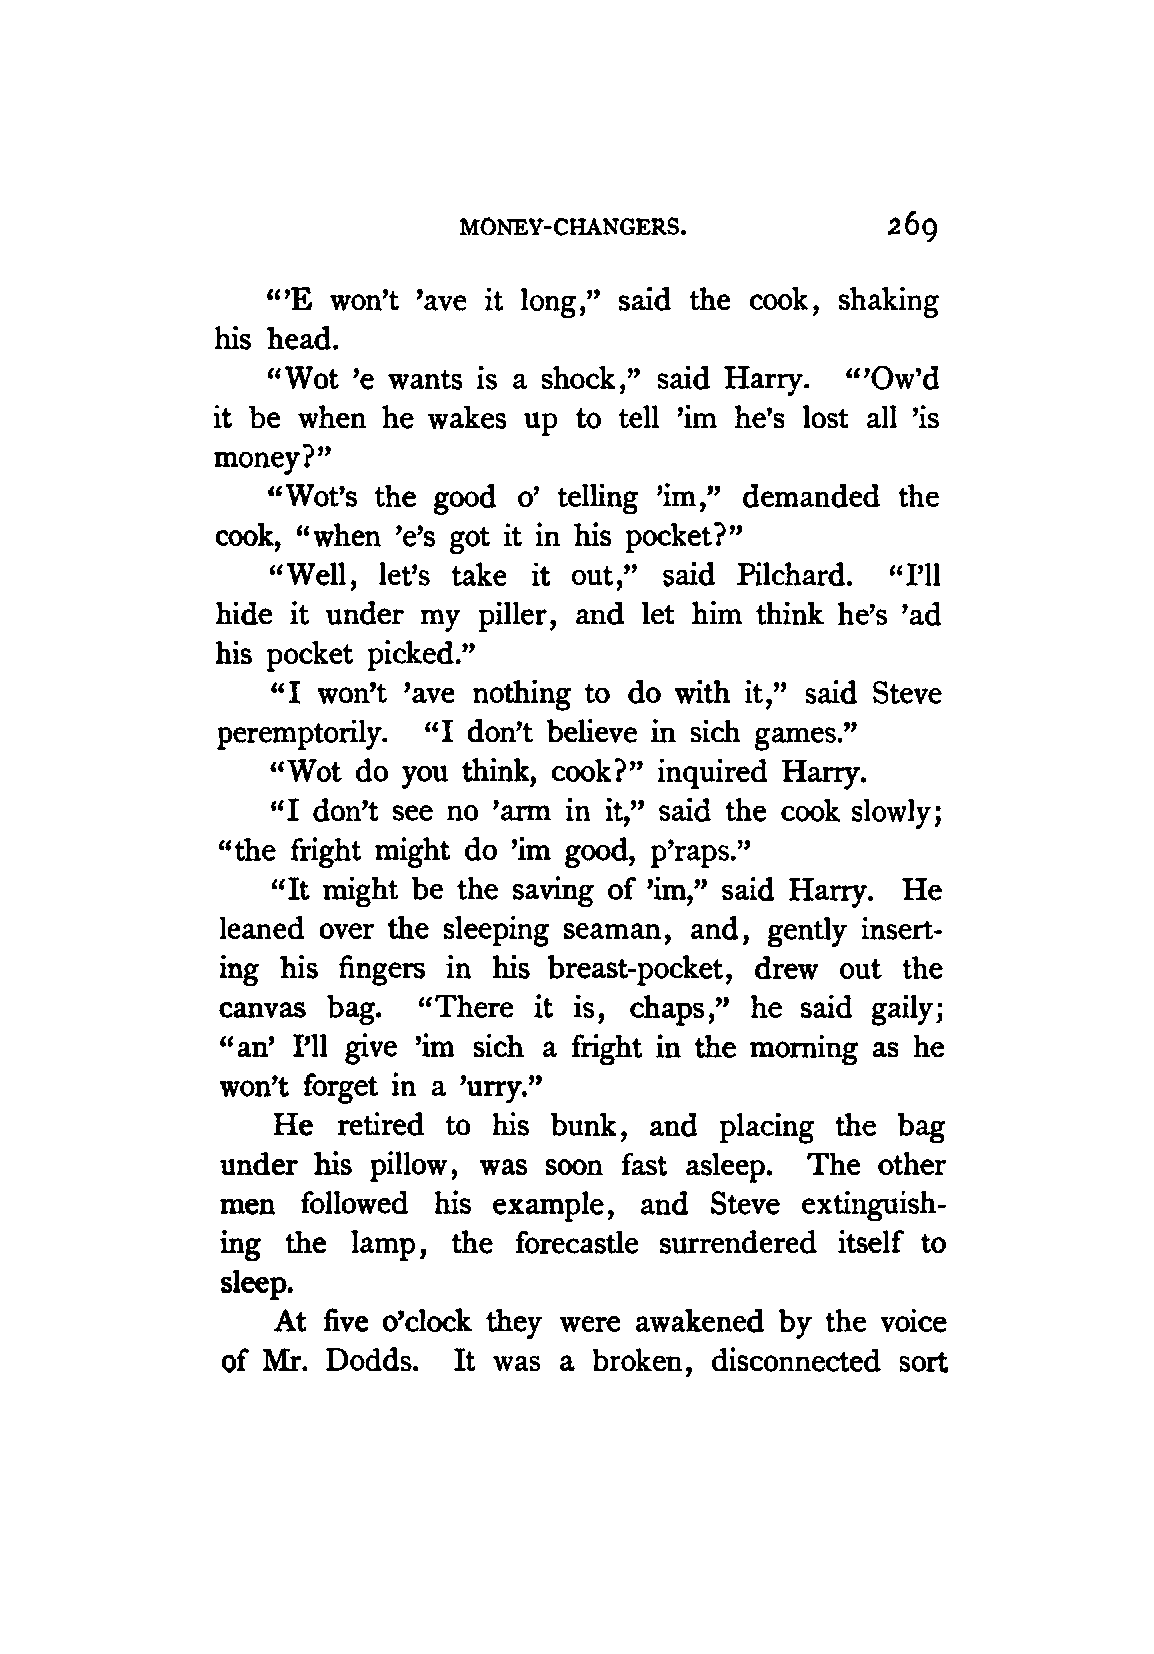 MONEY-CHANGERS. 269
“’E won’t ’ave it long,” said the cook, shaking
his head.
“Wot ’e wants is a shock,” said Harry. “’Ow’d
it be when he wakes up to tell ’im he’s lost all ’is
money?”
“Wot’s the good o’ telling ’im,” demanded the
cook, “when ’e’s got it in his pocket?”
“Well, let’s take it out,” said Pilchard. “I’ll
hide it under my piller, and let him think he’s ’ad
his pocket picked.”
“I won’t ’ave nothing to do with it,” said Steve
peremptorily. “I don’t believe in sich games.”
“Wot do you think, cook?” inquired Harry.
“I don’t see no ’arm in it,” said the cook slowly;
“the fright might do ’im good, p’raps.”
“It might be the saving of ’im,” said Harry. He
leaned over the sleeping seaman, and, gently insert-
ing his fingers in his breast-pocket, drew out the
canvas bag. “There it is, chaps,” he said gaily;
“an’ I’ll give ’im sich a fright in the morning as he
won’t forget in a ’urry.”
He retired to his bunk, and placing the bag
under his pillow, was soon fast asleep. The other
men followed his example, and Steve extinguish-
ing the lamp, the forecastle surrendered itself to
sleep.
At five o’clock they were awakened by the voice
of Mr. Dodds. It was a broken, disconnected sort